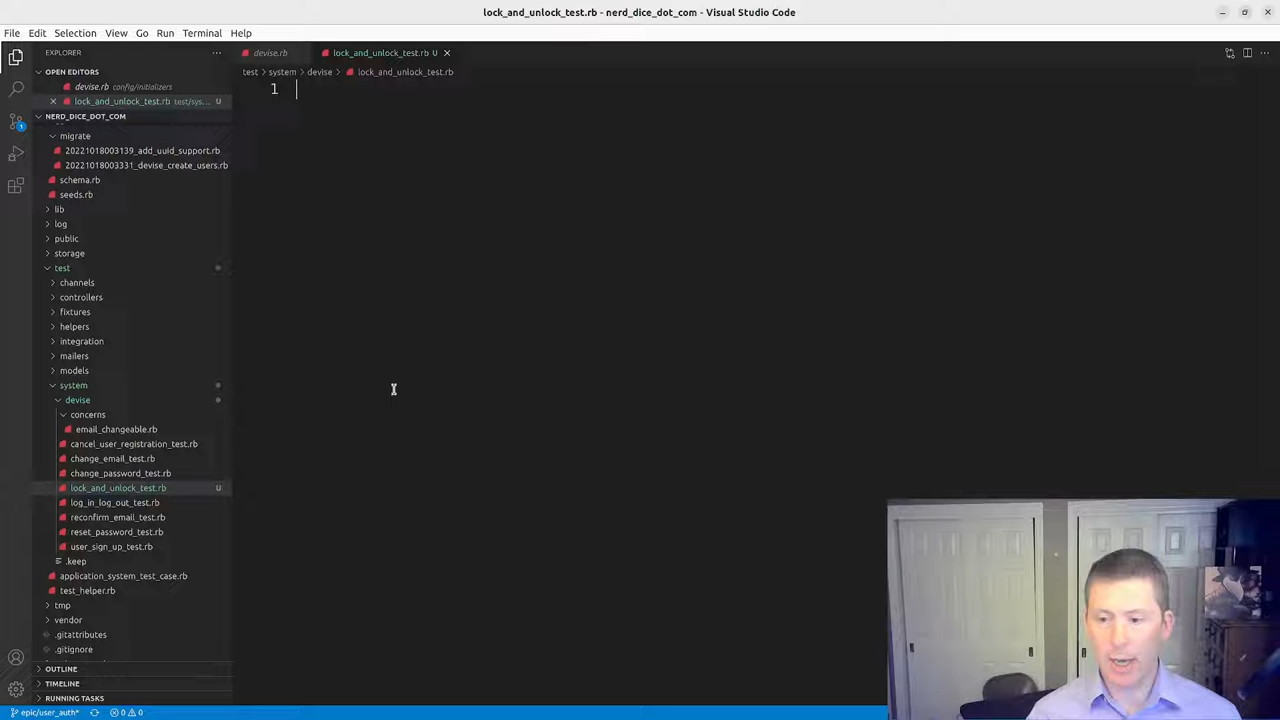 lock_and_unlock_test.rb - nerd_dice_dot_com - Visual Studio Code
File Edit Selection View Go Run Terminal Help
EXPLORER
devise.rb
lock_and_unlock_test.rb U
OPEN EDITORS
devise.rb config/initializers
lock_and_unlock_test.rb test/sys... U
test > system > devise > lock_and_unlock_test.rb
1
NERD_DICE_DOT_COM
migrate
20221018003139_add_uuid_support.rb
20221018003331_devise_create_users.rb
schema.rb
seeds.rb
lib
log
public
storage
test
channels
controllers
fixtures
helpers
integration
mailers
models
system
devise
concerns
email_changeable.rb
cancel_user_registration_test.rb
change_email_test.rb
change_password_test.rb
lock_and_unlock_test.rb U
log_in_log_out_test.rb
reconfirm_email_test.rb
reset_password_test.rb
user_sign_up_test.rb
.keep
application_system_test_case.rb
test_helper.rb
tmp
vendor
.gitattributes
.gitignore
OUTLINE
TIMELINE
RUNNING TASKS
epic/user_auth* 0 0